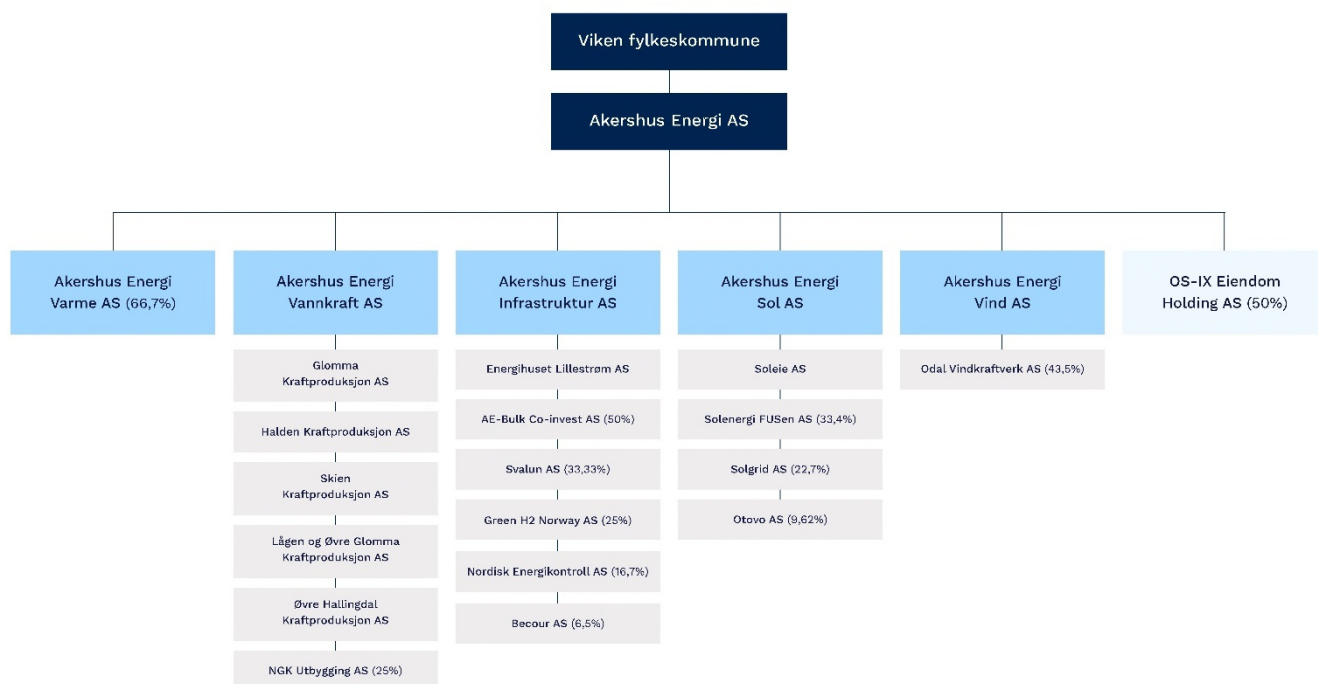 Viken fylkeskommune
Akershus Energi AS
Akershus Energi
Varme AS (66,7%)
Akershus Energi
Vannkraft AS
Glomma
Kraftproduksjon AS
Halden Kraftproduksjon AS
Skien
Kraftproduksjon AS
Lågen og Øvre Glomma
Kraftproduksjon AS
Øvre Hallingdal
Kraftproduksjon AS
NGK Utbygging AS (25%)
Akershus Energi
Infrastruktur AS
Energihuset Lillestrøm AS
AE-Bulk Co-invest AS (50%)
Svalun AS (33,33%)
Green H2 Norway AS (25%)
Nordisk Energikontroll AS (16,7%)
Becour AS (6,5%)
Akershus Energi
Sol AS
Soleie AS
Solenergi FUSen AS (33,4%)
Solgrid AS (22,7%)
Otovo AS (9,62%)
Akershus Energi
Vind AS
Odal Vindkraftverk AS (43,5%)
OS-IX Eiendom
Holding AS (50%)